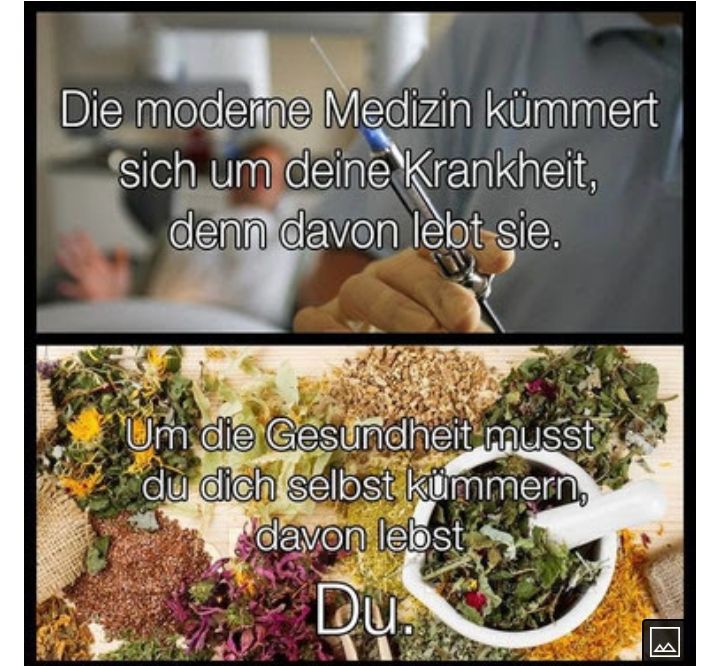 Die moderne Medizin kümmert
sich um deine Krankheit,
denn davon lebt sie.
Um die Gesundheit musst
du dich selbst kümmern,
davon lebst
Du.